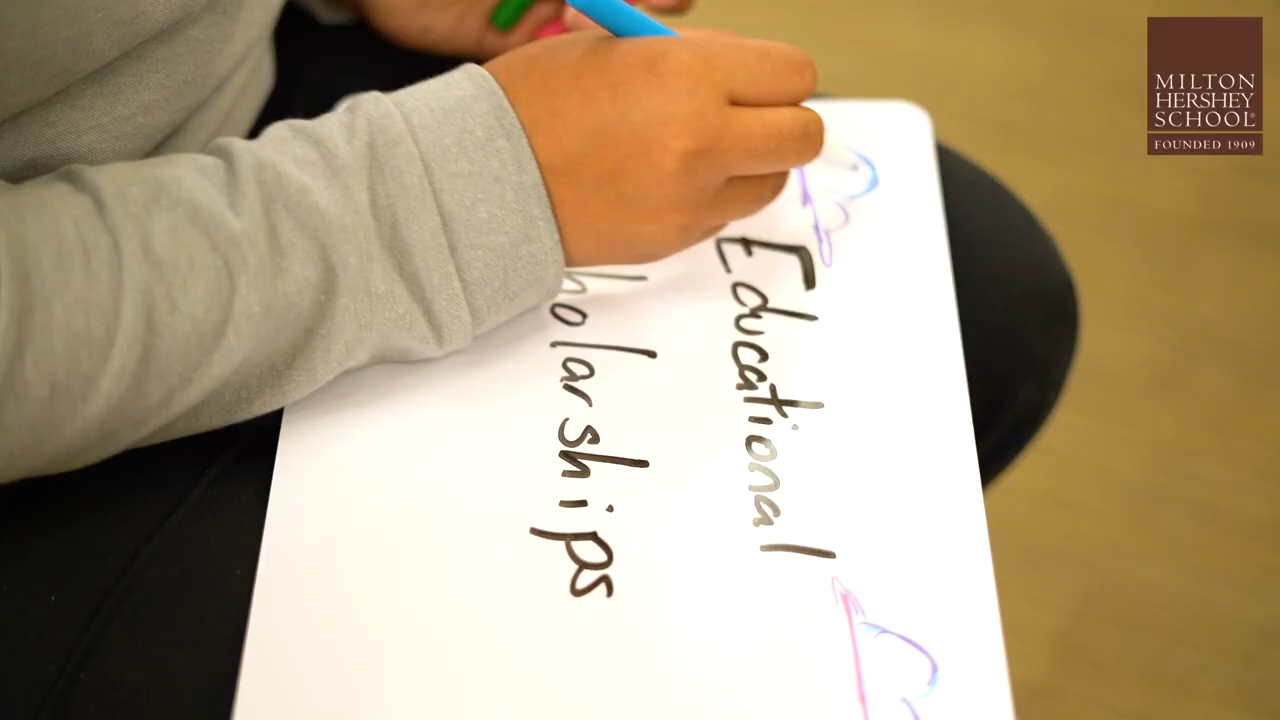 Educational
holarships
MILTON
HERSHEY
SCHOOL®
FOUNDED 1909